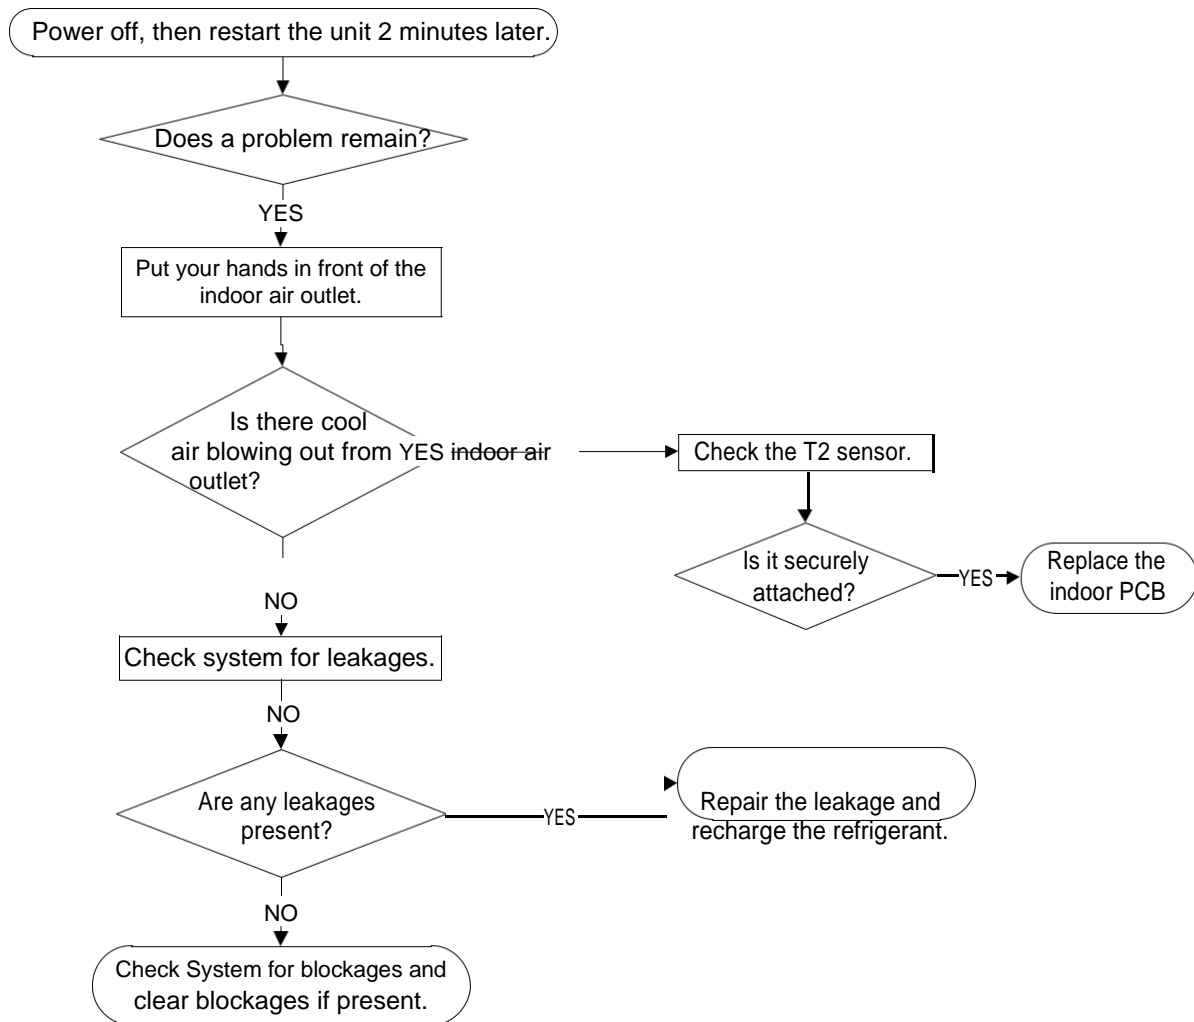 Power off, then restart the unit 2 minutes later.
Does a problem remain?
YES
Put your hands in front of the
indoor air outlet.
Is there cool
air blowing out from YES indoor air
outlet?
Check the T2 sensor.
Is it securely
attached?
YES
Replace the
indoor PCB
NO
Check system for leakages.
NO
Are any leakages
present?
YES
Repair the leakage and
recharge the refrigerant.
NO
Check System for blockages and
clear blockages if present.